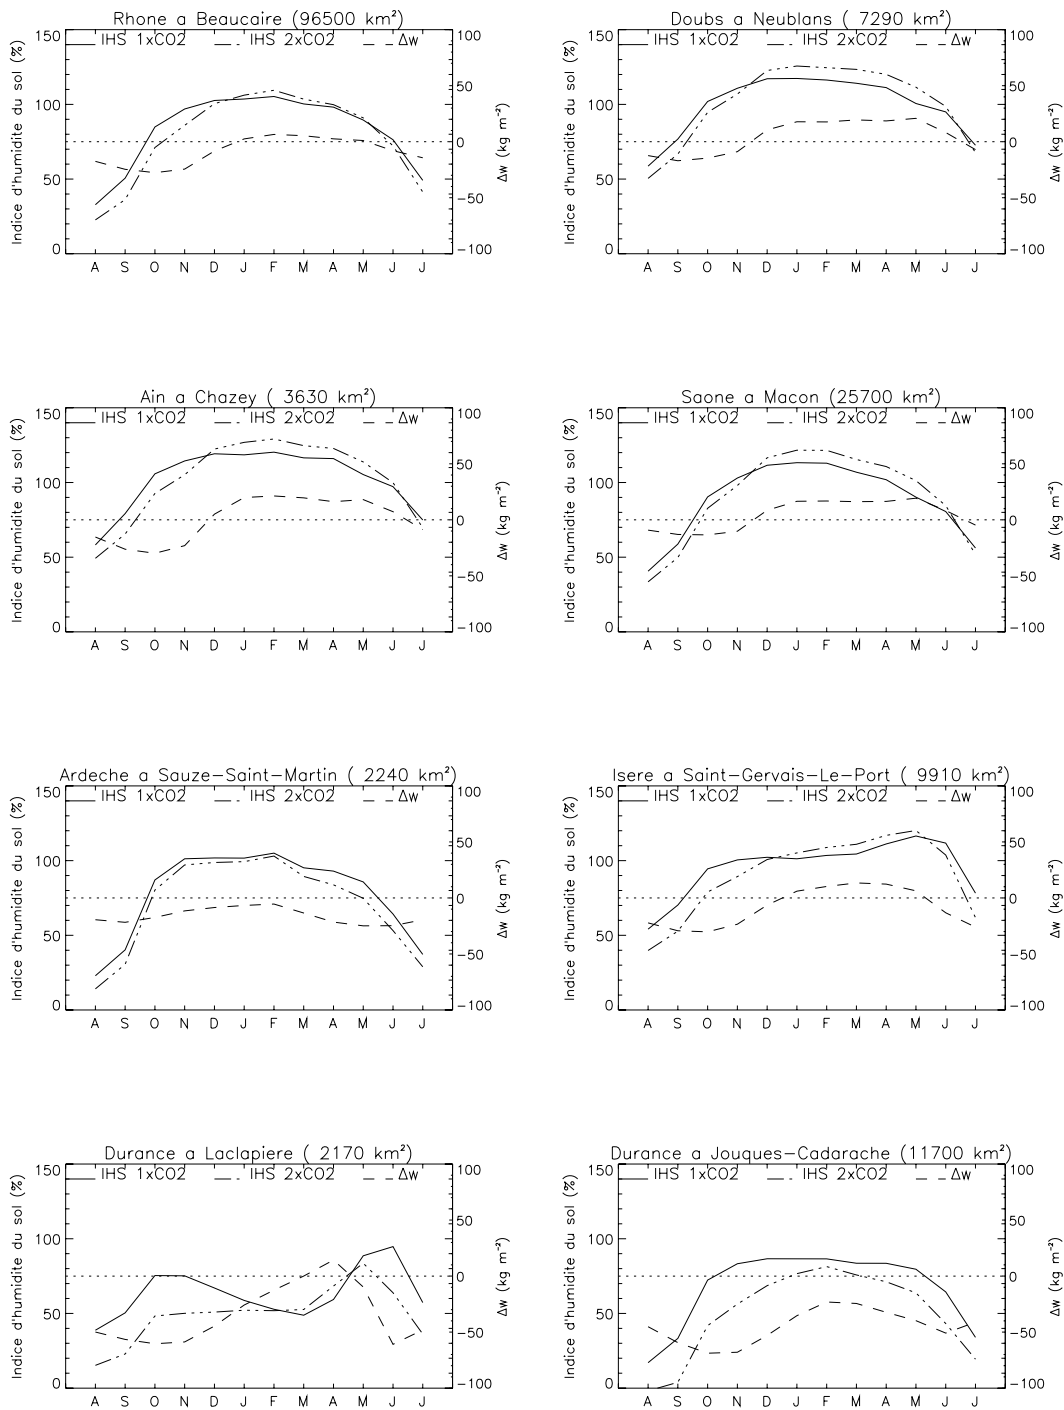 Rhone a Beaucaire (96500 km²)
IHS 1xCO2 IHS 2xCO2 Δw
Indice d'humidite du sol (%)
150
100
50
0
100
50
0
−50
−100
Δw (kg m⁻²)
A S O N D J F M A M J J
Doubs a Neublans ( 7290 km²)
IHS 1xCO2 IHS 2xCO2 Δw
Indice d'humidite du sol (%)
150
100
50
0
100
50
0
−50
−100
Δw (kg m⁻²)
A S O N D J F M A M J J
Ain a Chazey ( 3630 km²)
IHS 1xCO2 IHS 2xCO2 Δw
Indice d'humidite du sol (%)
150
100
50
0
100
50
0
−50
−100
Δw (kg m⁻²)
A S O N D J F M A M J J
Saone a Macon (25700 km²)
IHS 1xCO2 IHS 2xCO2 Δw
Indice d'humidite du sol (%)
150
100
50
0
100
50
0
−50
−100
Δw (kg m⁻²)
A S O N D J F M A M J J
Ardeche a Sauze−Saint−Martin ( 2240 km²)
IHS 1xCO2 IHS 2xCO2 Δw
Indice d'humidite du sol (%)
150
100
50
0
100
50
0
−50
−100
Δw (kg m⁻²)
A S O N D J F M A M J J
Isere a Saint−Gervais−Le−Port ( 9910 km²)
IHS 1xCO2 IHS 2xCO2 Δw
Indice d'humidite du sol (%)
150
100
50
0
100
50
0
−50
−100
Δw (kg m⁻²)
A S O N D J F M A M J J
Durance a Laclapiere ( 2170 km²)
IHS 1xCO2 IHS 2xCO2 Δw
Indice d'humidite du sol (%)
150
100
50
0
100
50
0
−50
−100
Δw (kg m⁻²)
A S O N D J F M A M J J
Durance a Jouques−Cadarache (11700 km²)
IHS 1xCO2 IHS 2xCO2 Δw
Indice d'humidite du sol (%)
150
100
50
0
100
50
0
−50
−100
Δw (kg m⁻²)
A S O N D J F M A M J J